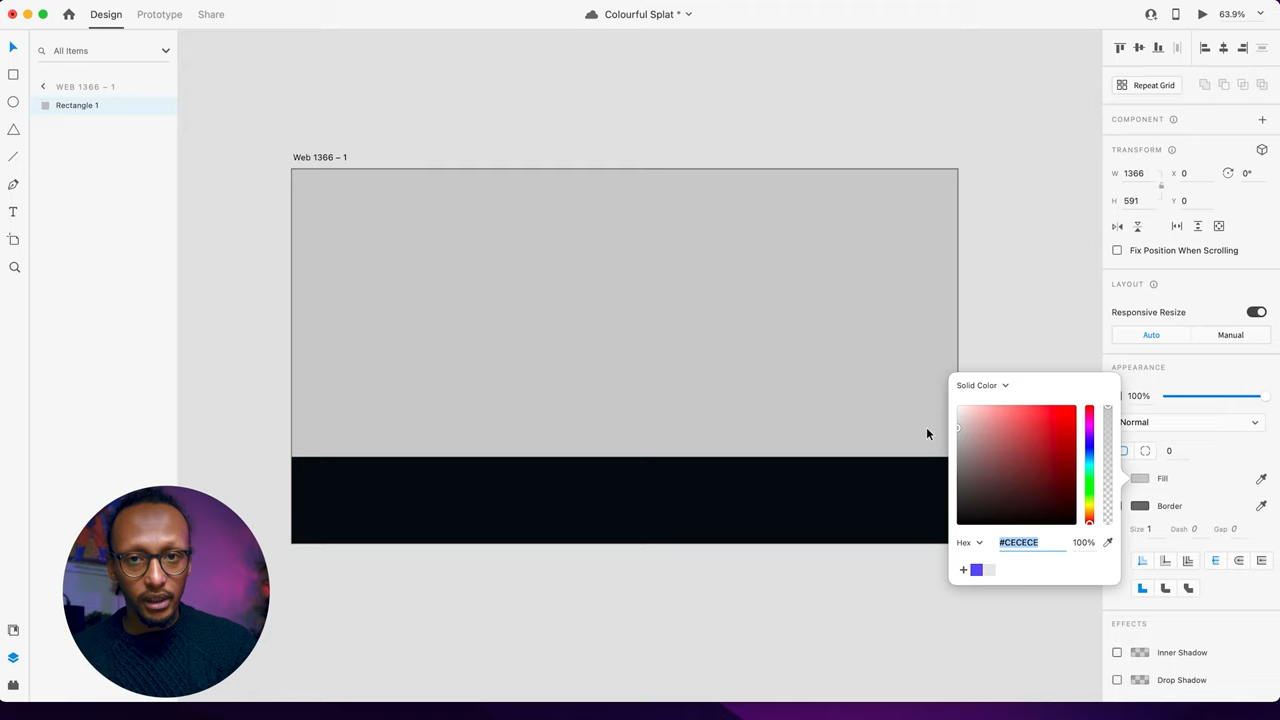 Design Prototype Share
Colourful Splat *
63.9%
All Items
WEB 1366 – 1
Rectangle 1
Web 1366 – 1
Repeat Grid
COMPONENT
TRANSFORM
W 1366 X 0 0°
H 591 Y 0
Fix Position When Scrolling
LAYOUT
Responsive Resize
Auto Manual
APPEARANCE
100%
Normal
0
Fill
Border
Size 1 Dash 0 Gap 0
Solid Color
Hex #CECECE 100%
EFFECTS
Inner Shadow
Drop Shadow